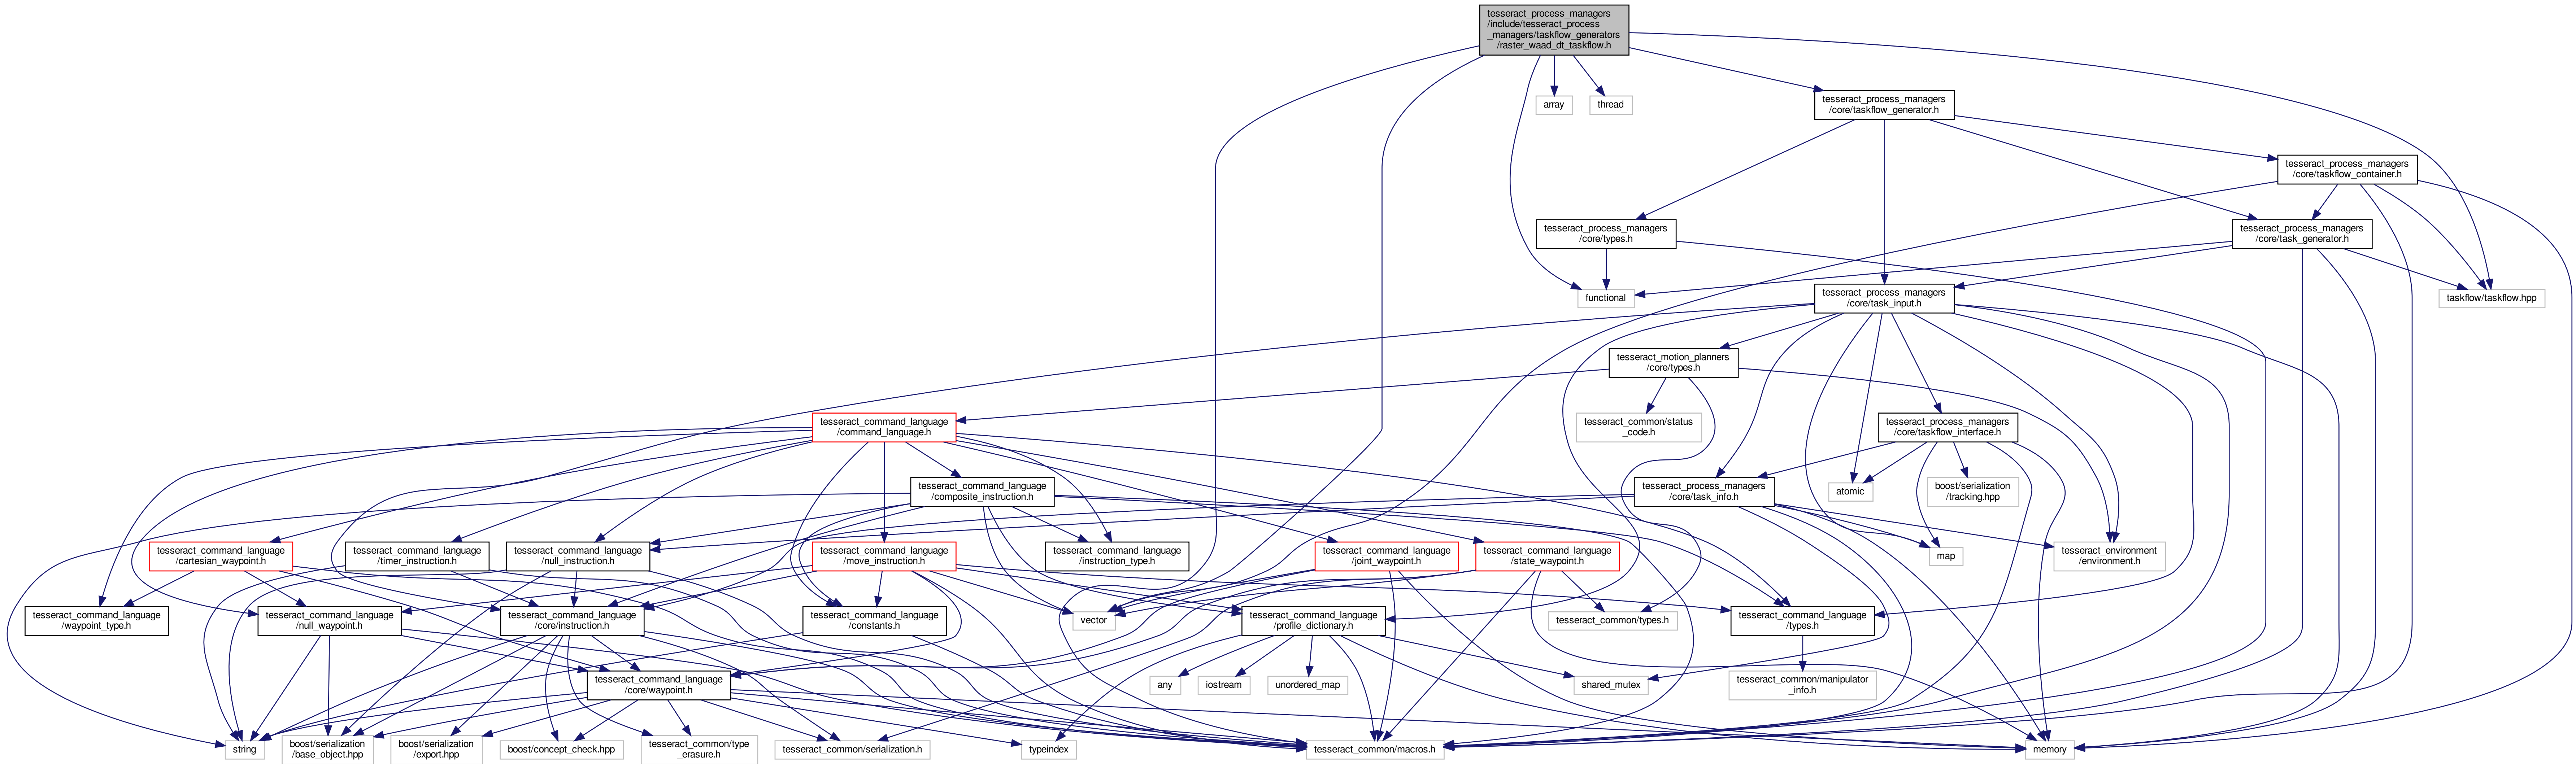 tesseract_process_managers
/include/tesseract_process
_managers/taskflow_generators
/raster_waad_dt_taskflow.h
array
thread
tesseract_process_managers
/core/taskflow_generator.h
tesseract_process_managers
/core/taskflow_container.h
tesseract_process_managers
/core/types.h
tesseract_process_managers
/core/task_generator.h
functional
tesseract_process_managers
/core/task_input.h
taskflow/taskflow.hpp
tesseract_motion_planners
/core/types.h
tesseract_command_language
/command_language.h
tesseract_common/status
_code.h
tesseract_process_managers
/core/taskflow_interface.h
tesseract_command_language
/composite_instruction.h
tesseract_process_managers
/core/task_info.h
atomic
boost/serialization
/tracking.hpp
tesseract_command_language
/cartesian_waypoint.h
tesseract_command_language
/timer_instruction.h
tesseract_command_language
/null_instruction.h
tesseract_command_language
/move_instruction.h
tesseract_command_language
/instruction_type.h
tesseract_command_language
/joint_waypoint.h
tesseract_command_language
/state_waypoint.h
map
tesseract_environment
/environment.h
tesseract_command_language
/waypoint_type.h
tesseract_command_language
/null_waypoint.h
tesseract_command_language
/core/instruction.h
tesseract_command_language
/constants.h
vector
tesseract_command_language
/profile_dictionary.h
tesseract_common/types.h
tesseract_command_language
/types.h
tesseract_command_language
/core/waypoint.h
any
iostream
unordered_map
shared_mutex
tesseract_common/manipulator
_info.h
string
boost/serialization
/base_object.hpp
boost/serialization
/export.hpp
boost/concept_check.hpp
tesseract_common/type
_erasure.h
tesseract_common/serialization.h
typeindex
tesseract_common/macros.h
memory